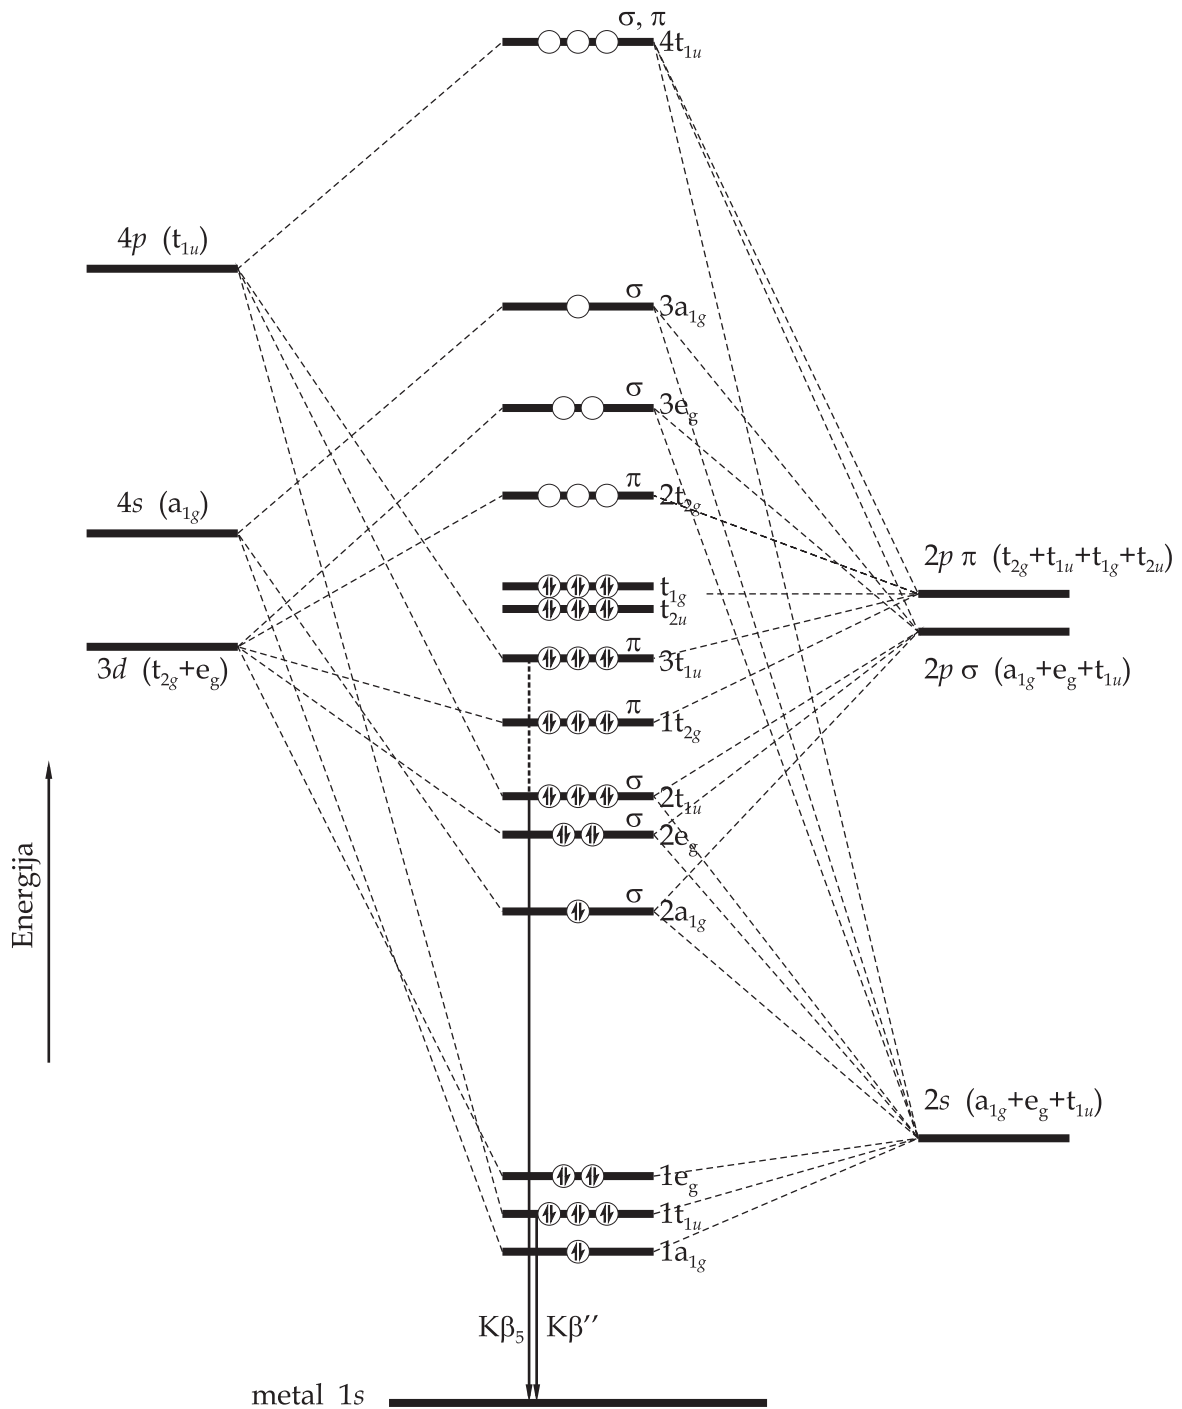 σ, π
4t₁ᵤ
4p (t₁ᵤ)
σ
3a₁g
σ
3eg
4s (a₁g)
π
2t₂g
2p π (t₂g+t₁ᵤ+t₁g+t₂ᵤ)
t₁g
t₂ᵤ
3d (t₂g+eg)
π
3t₁ᵤ
2p σ (a₁g+eg+t₁ᵤ)
π
1t₂g
σ
2t₁ᵤ
σ
2eg
Energija
σ
2a₁g
2s (a₁g+eg+t₁ᵤ)
1eg
1t₁ᵤ
1a₁g
Kβ₅ Kβ′′
metal 1s